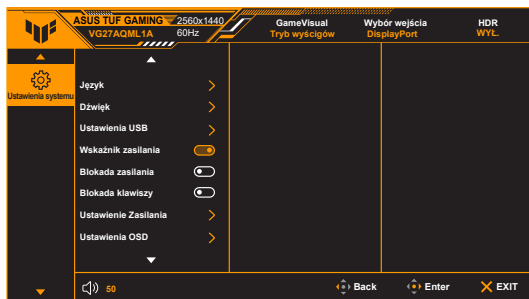 ASUS TUF GAMING 2560x1440
VG27AQML1A 60Hz
GameVisual
Tryb wyścigów
Wybór wejścia
DisplayPort
HDR
WYŁ.
Ustawienia systemu
Język
Dźwięk
Ustawienia USB
Wskaźnik zasilania
Blokada zasilania
Blokada klawiszy
Ustawienie Zasilania
Ustawienia OSD
50
Back
Enter
EXIT